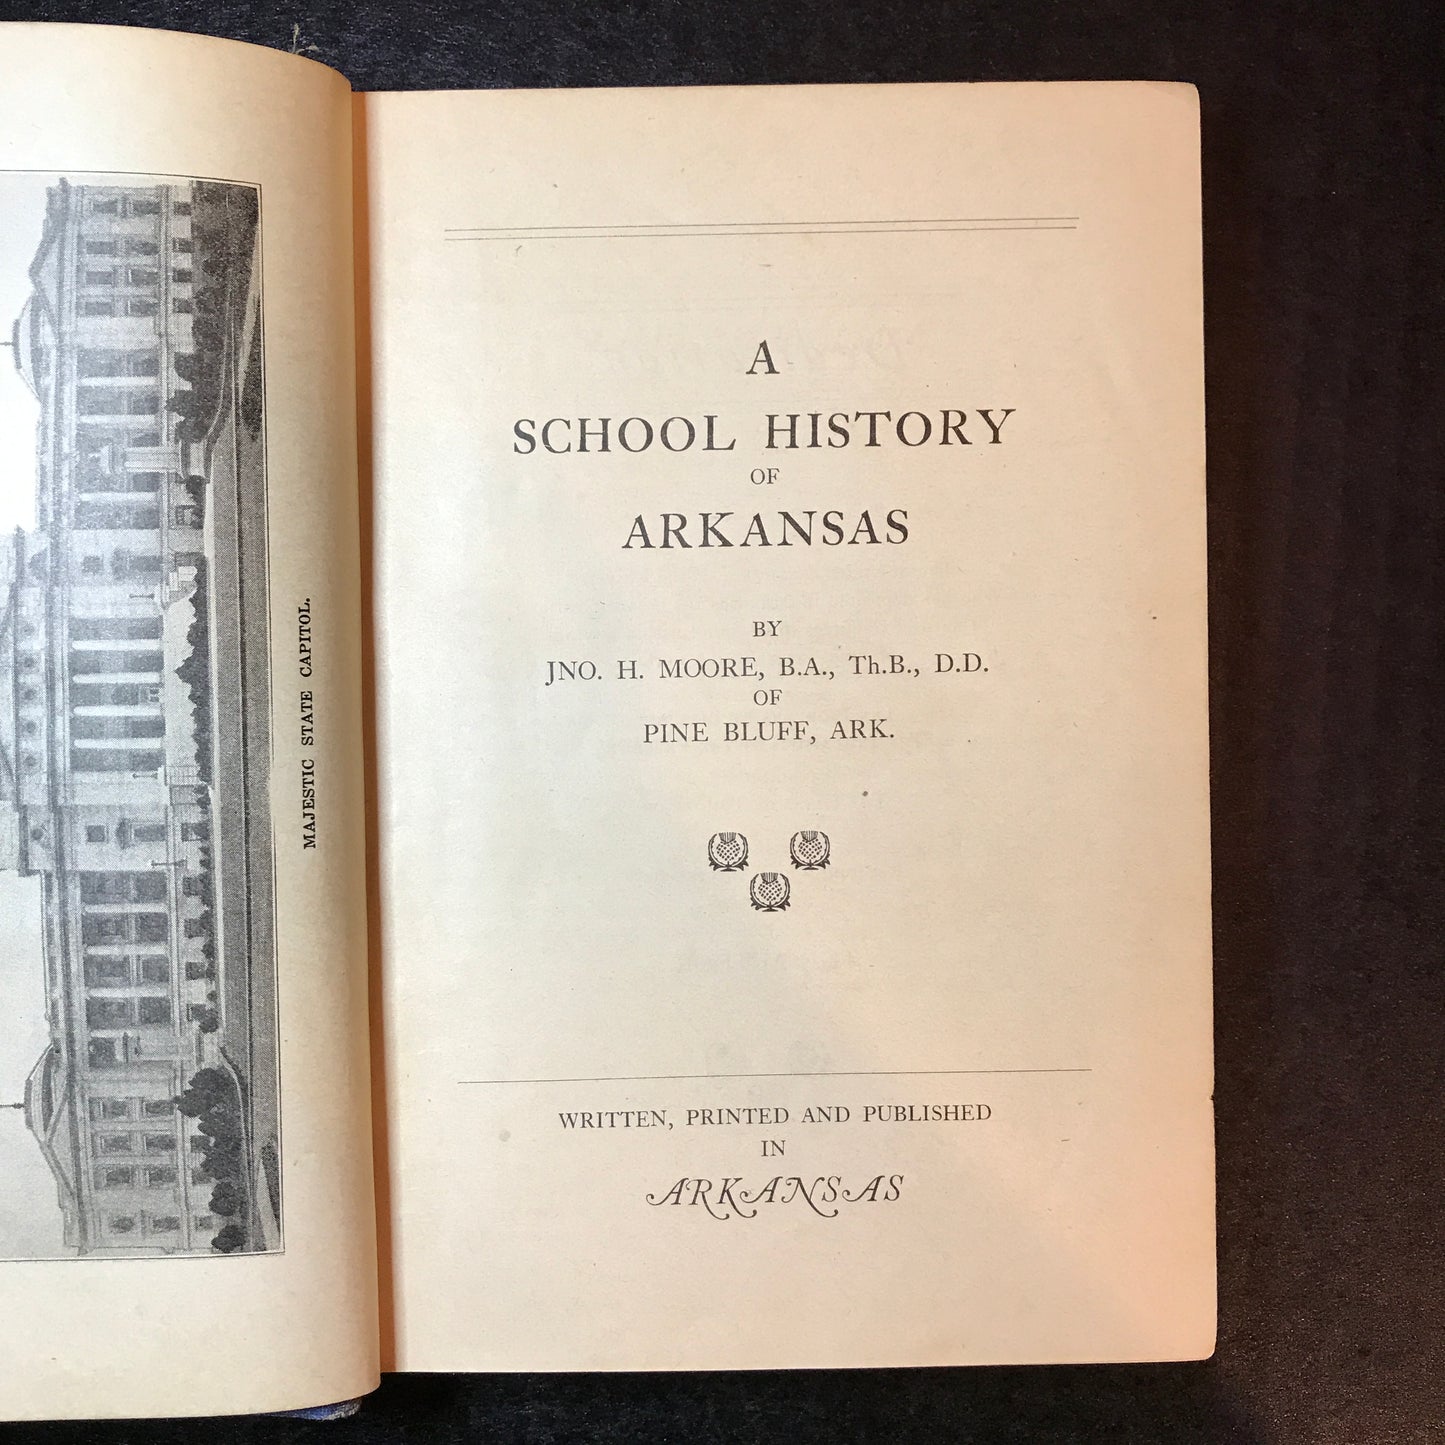 MAJESTIC STATE CAPITOL.
A
SCHOOL HISTORY
OF
ARKANSAS
BY
JNO. H. MOORE, B.A., Th.B., D.D.
OF
PINE BLUFF, ARK.
WRITTEN, PRINTED AND PUBLISHED
IN
ARKANSAS